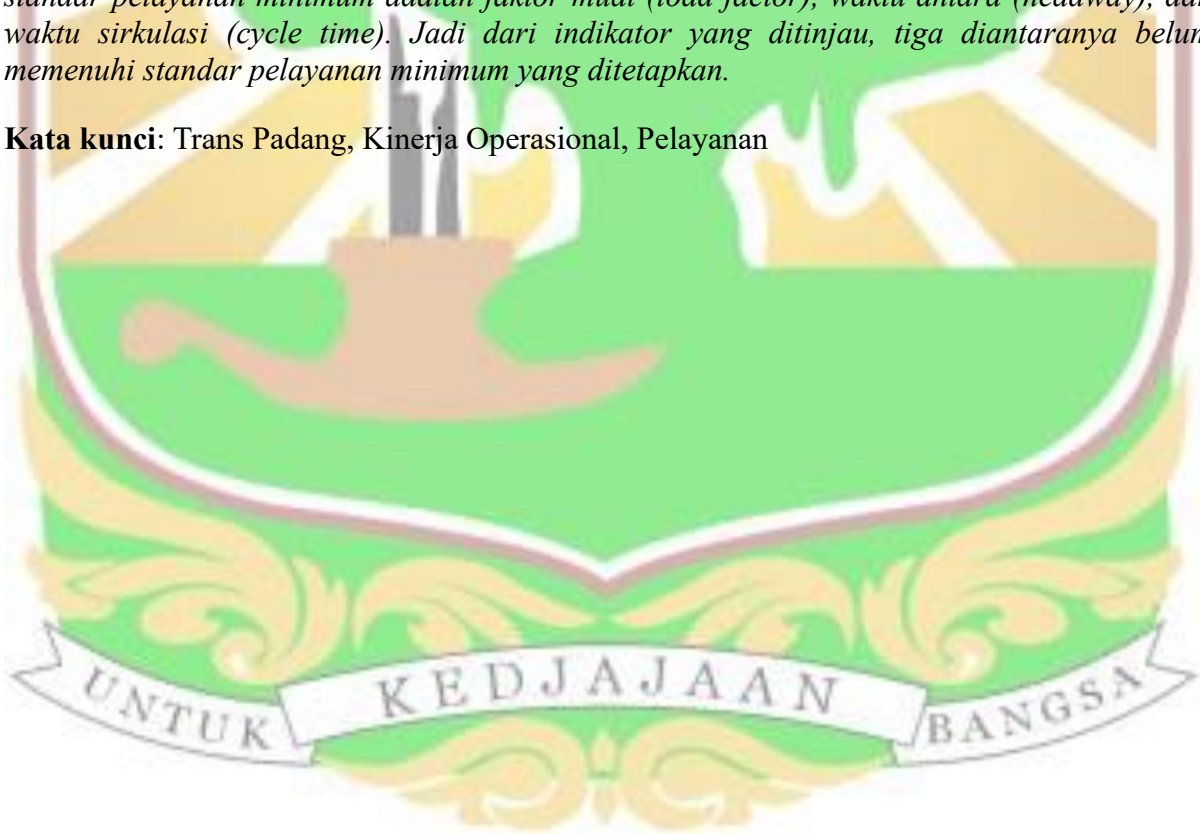 standar pelayanan minimum adalah faktor muat (load factor), waktu antara (headway), dan
waktu sirkulasi (cycle time). Jadi dari indikator yang ditinjau, tiga diantaranya belum
memenuhi standar pelayanan minimum yang ditetapkan.
Kata kunci: Trans Padang, Kinerja Operasional, Pelayanan
UNTUK KEDJAJAAN BANGSA